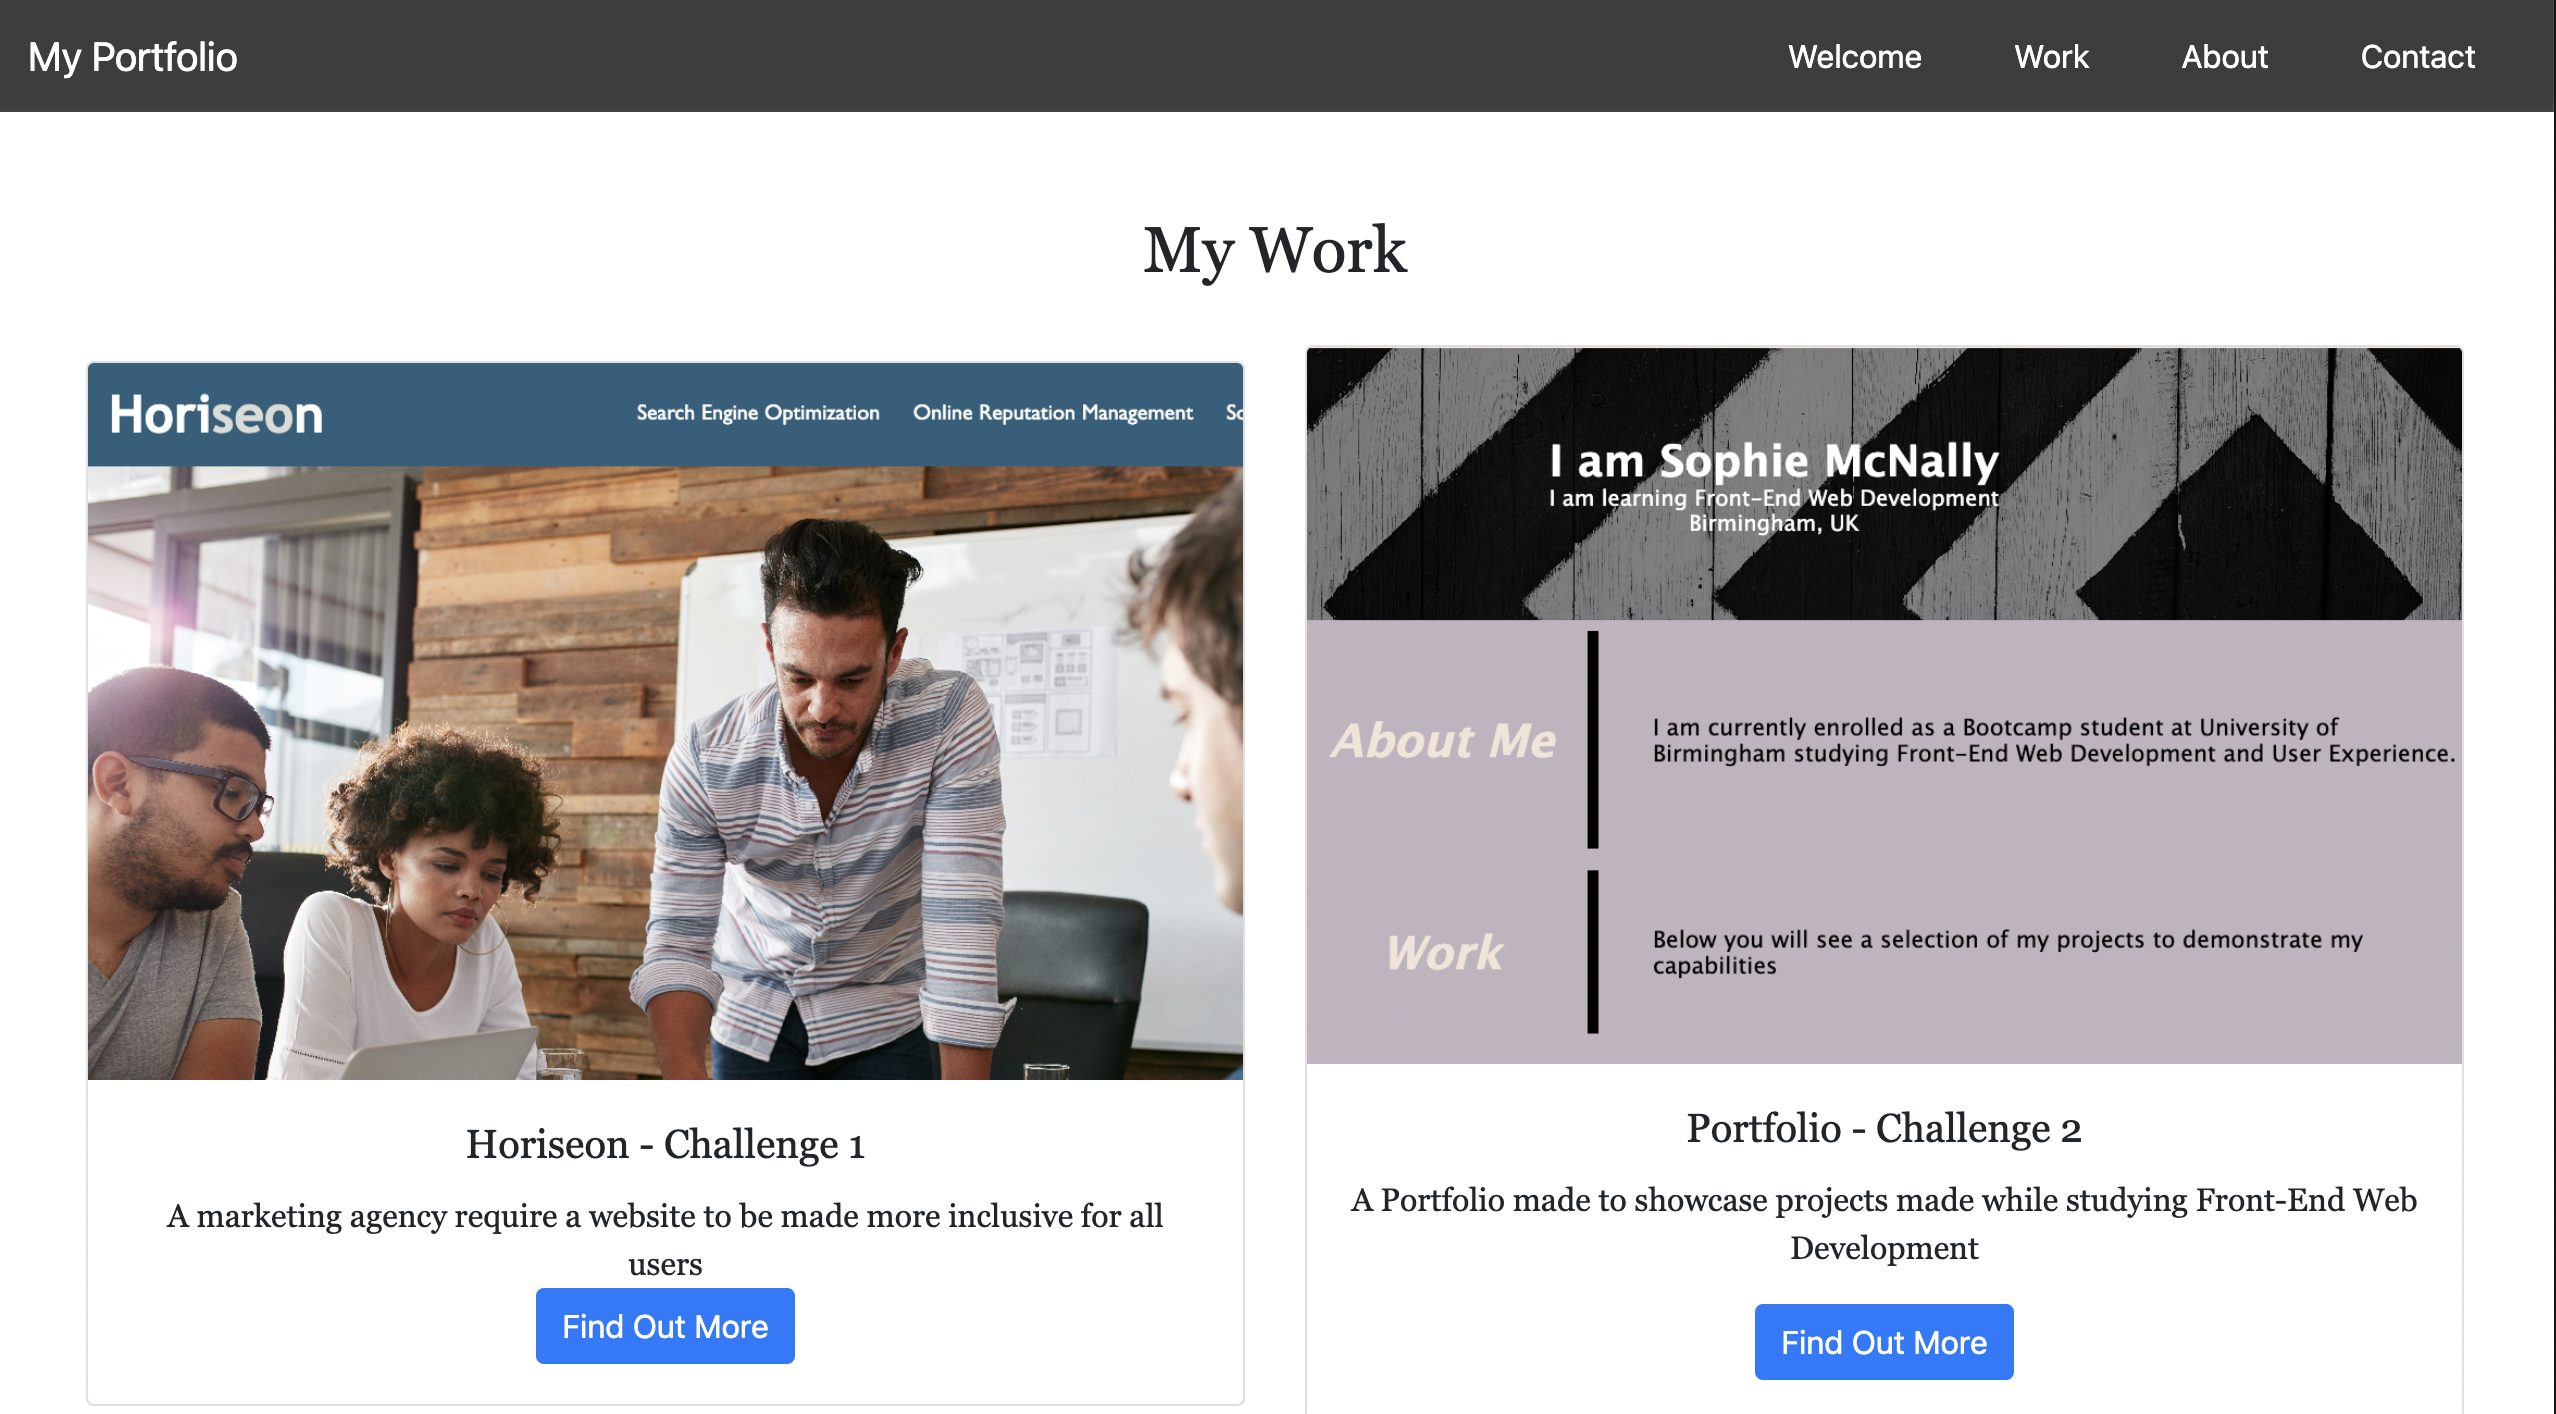 My Portfolio
Welcome
Work
About
Contact
My Work
Horiseon
Search Engine Optimization
Online Reputation Management
I am Sophie McNally
I am learning Front-End Web Development
Birmingham, UK
About Me
I am currently enrolled as a Bootcamp student at University of
Birmingham studying Front-End Web Development and User Experience.
Work
Below you will see a selection of my projects to demonstrate my
capabilities
Horiseon - Challenge 1
A marketing agency require a website to be made more inclusive for all
users
Find Out More
Portfolio - Challenge 2
A Portfolio made to showcase projects made while studying Front-End Web
Development
Find Out More